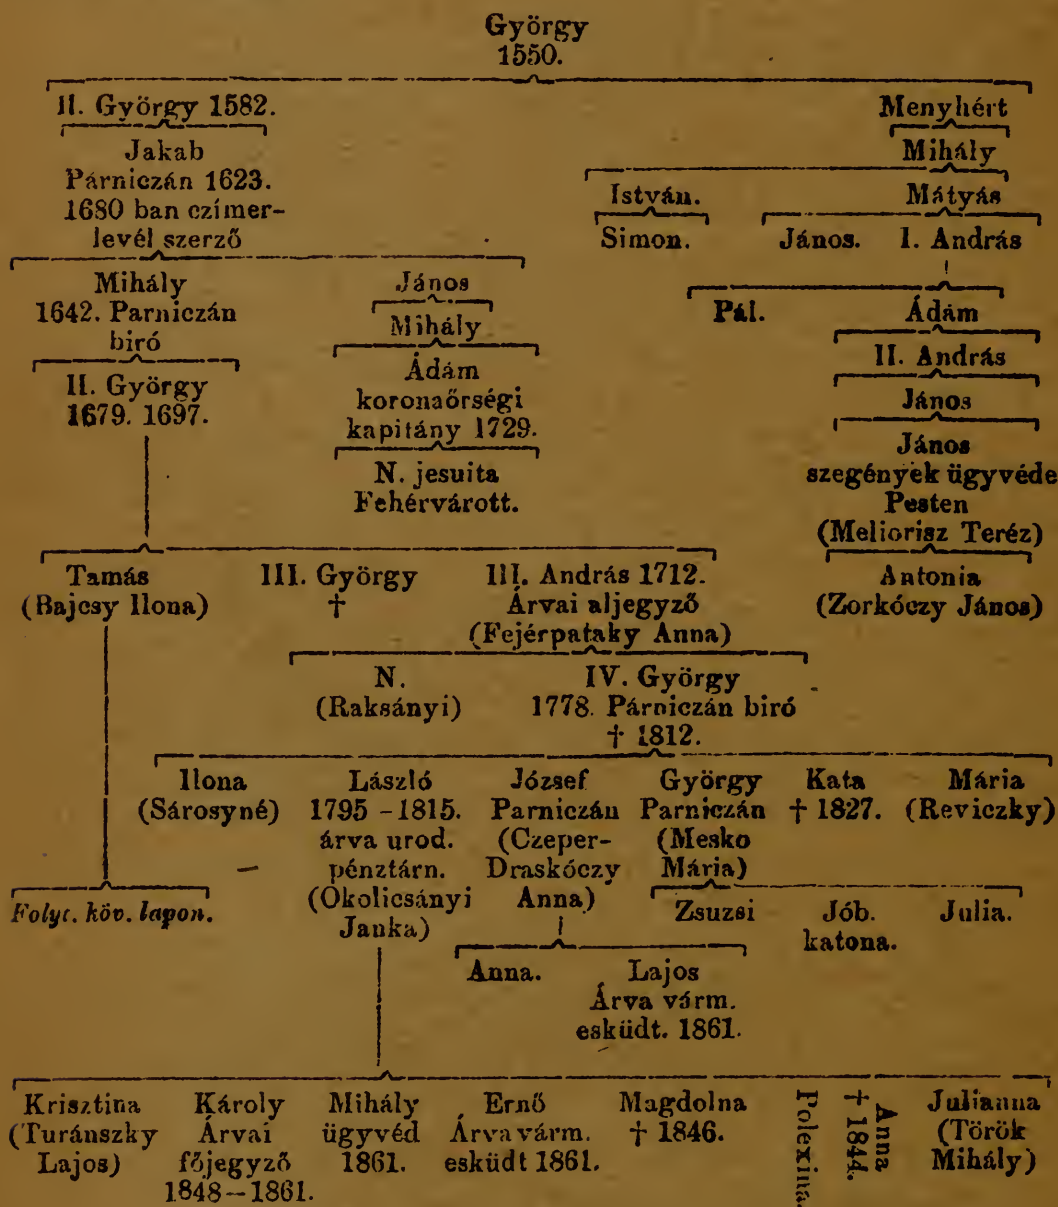 György
1550.
II. György 1582.
Menyhért
Jakab
Párniczán 1623.
1680 ban czímer-
levél szerző
Mihály
István.
Mátyás
Simon.
János.
I. András
Mihály
1642. Parniczán
biró
János
Mihály
Pál.
Ádám
II. György
1679. 1697.
Ádám
koronaőrségi
kapitány 1729.
II. András
János
N. jesuita
Fehérvárott.
János
szegények ügyvéde
Pesten
(Meliorisz Teréz)
Tamás
(Bajcsy Ilona)
III. György
†
III. András 1712.
Árvai aljegyző
(Fejérpataky Anna)
Antonia
(Zorkóczy János)
N.
(Raksányi)
IV. György
1778. Párniczán biró
† 1812.
Ilona
(Sárosyné)
László
1795-1815.
árva urod.
pénztárn.
(Okolicsányi
Janka)
József
Parniczán
(Czeper-
Draskóczy
Anna)
György
Parniczán
(Mesko
Mária)
Kata
† 1827.
Mária
(Reviczky)
Folyt. köv. lapon.
Zsuzsi
Jób.
katona.
Julia.
Anna.
Lajos
Árva várm.
esküdt. 1861.
Krisztina
(Turánszky
Lajos)
Károly
Árvai
főjegyző
1848-1861.
Mihály
ügyvéd
1861.
Ernő
Árva várm.
esküdt 1861.
Magdolna
† 1846.
Polexina.
Anna
† 1844.
Julianna
(Török
Mihály)